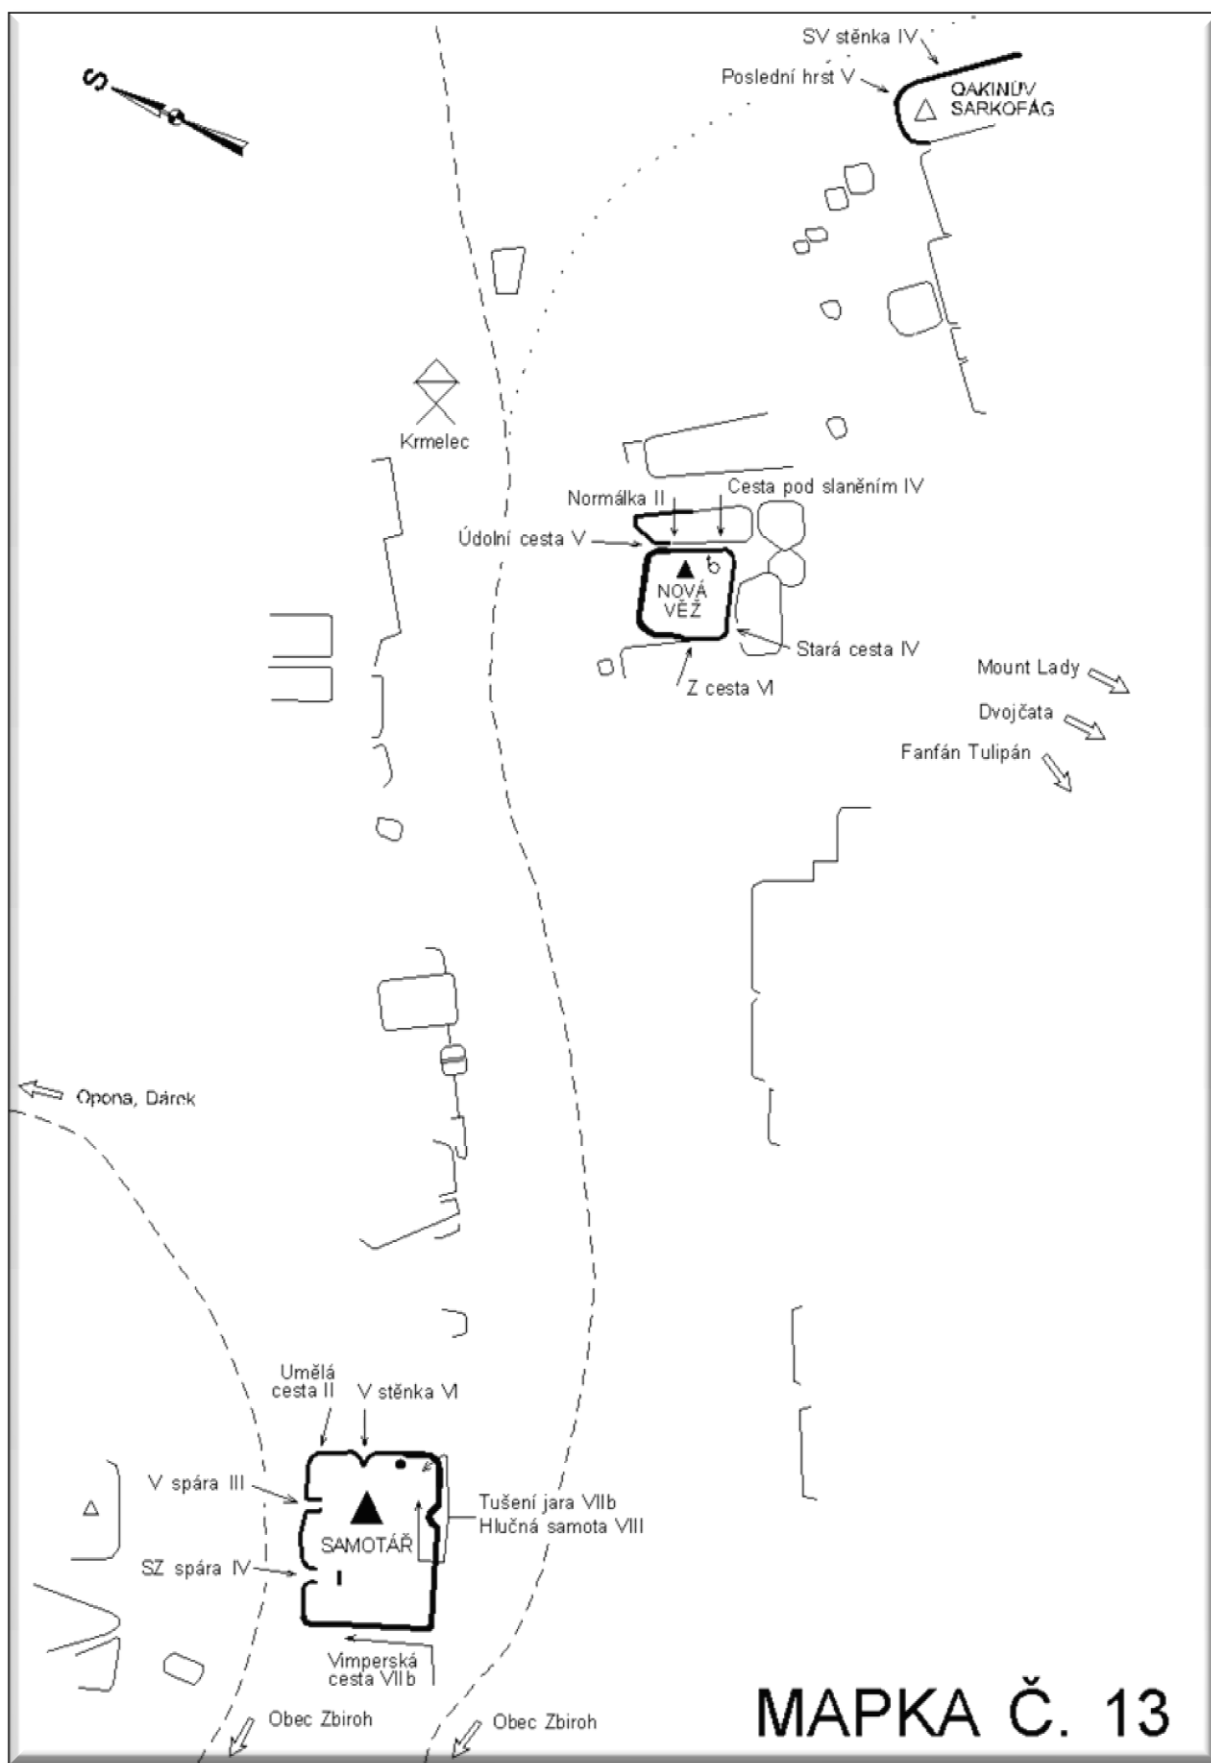 SV stěnka IV
Poslední hrst V
QAKINŮV
SARKOFÁG
S
Krmelec
Normálka II
Cesta pod slaněním IV
Údolní cesta V
NOVÁ
VĚŽ
Stará cesta IV
Z cesta VI
Mount Lady
Dvojčata
Fanfán Tulipán
Opona, Dárek
Umělá
cesta II
V stěnka VI
V spára III
Tušení jara VIIb
Hlučná samota VIII
SAMOTÁŘ
SZ spára IV
Vimperská
cesta VIIb
Obec Zbiroh
Obec Zbiroh
MAPKA Č. 13